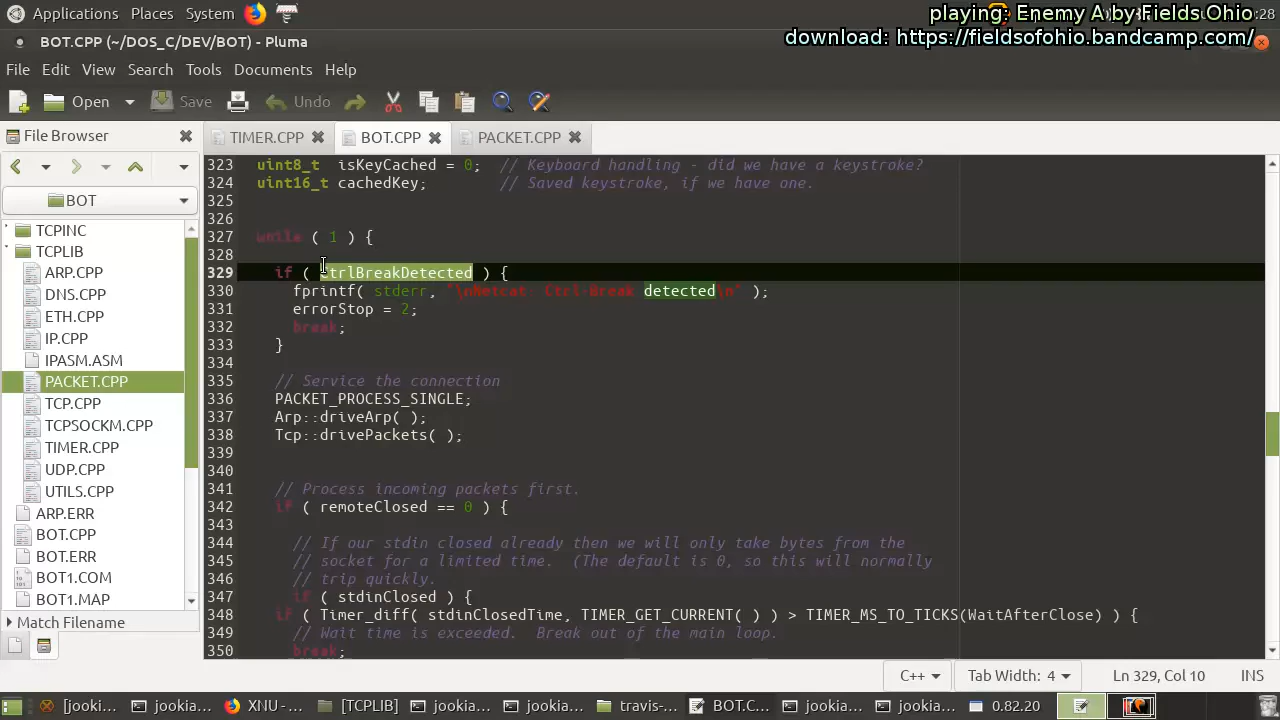 Applications Places System
playing: Enemy A by Fields Ohio
:28
BOT.CPP (~/DOS_C/DEV/BOT) - Pluma
download: https://fieldsofohio.bandcamp.com/
File Edit View Search Tools Documents Help
Open Save Undo
File Browser
TIMER.CPP BOT.CPP PACKET.CPP
BOT
TCPINC
TCPLIB
ARP.CPP
DNS.CPP
ETH.CPP
IP.CPP
IPASM.ASM
PACKET.CPP
TCP.CPP
TCPSOCKM.CPP
TIMER.CPP
UDP.CPP
UTILS.CPP
ARP.ERR
BOT.CPP
BOT.ERR
BOT1.COM
BOT1.MAP
Match Filename
323 uint8_t isKeyCached = 0; // Keyboard handling - did we have a keystroke?
324 uint16_t cachedKey; // Saved keystroke, if we have one.
325
326
327 while ( 1 ) {
328
329 if ( CtrlBreakDetected ) {
330 fprintf( stderr, "\nNetcat: Ctrl-Break detected\n" );
331 errorStop = 2;
332 break;
333 }
334
335 // Service the connection
336 PACKET_PROCESS_SINGLE;
337 Arp::driveArp( );
338 Tcp::drivePackets( );
339
340
341 // Process incoming packets first.
342 if ( remoteClosed == 0 ) {
343
344 // If our stdin closed already then we will only take bytes from the
345 // socket for a limited time. (The default is 0, so this will normally
346 // trip quickly.
347 if ( stdinClosed ) {
348 if ( Timer_diff( stdinClosedTime, TIMER_GET_CURRENT( ) ) > TIMER_MS_TO_TICKS(WaitAfterClose) ) {
349 // Wait time is exceeded. Break out of the main loop.
350 break;
C++ Tab Width: 4 Ln 329, Col 10 INS
[jooki... jookia... XNU - ... [TCPLIB] jookia... jookia... travis-... BOT.C... jookia... jookia... 0.82.20